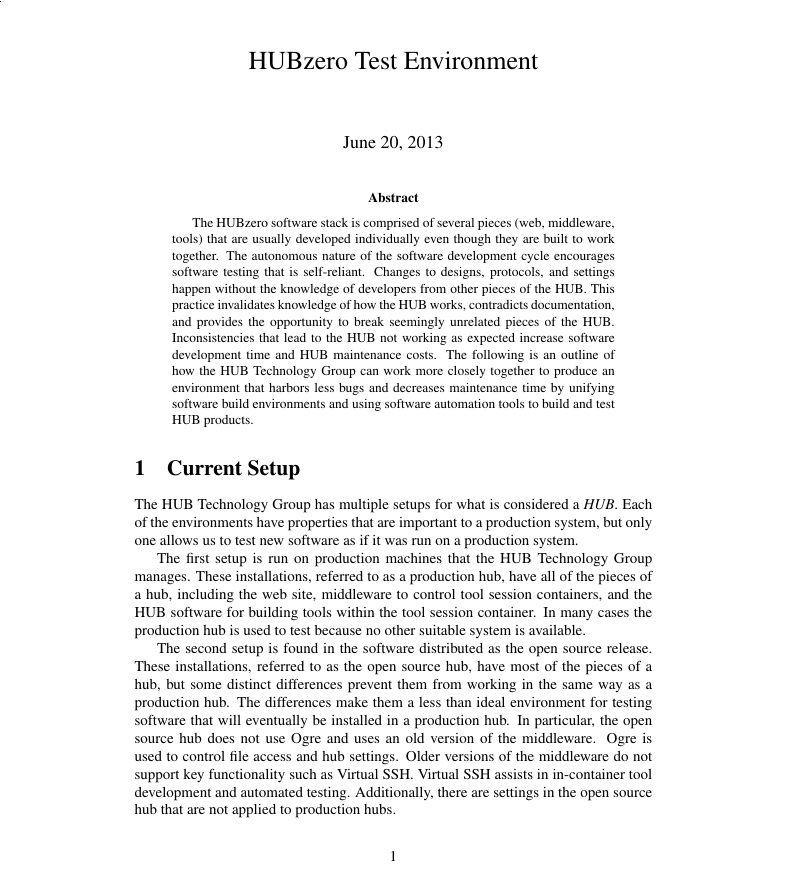 HUBzero Test Environment
June 20, 2013
Abstract
The HUBzero software stack is comprised of several pieces (web, middleware,
tools) that are usually developed individually even though they are built to work
together. The autonomous nature of the software development cycle encourages
software testing that is self-reliant. Changes to designs, protocols, and settings
happen without the knowledge of developers from other pieces of the HUB. This
practice invalidates knowledge of how the HUB works, contradicts documentation,
and provides the opportunity to break seemingly unrelated pieces of the HUB.
Inconsistencies that lead to the HUB not working as expected increase software
development time and HUB maintenance costs. The following is an outline of
how the HUB Technology Group can work more closely together to produce an
environment that harbors less bugs and decreases maintenance time by unifying
software build environments and using software automation tools to build and test
HUB products.
1 Current Setup
The HUB Technology Group has multiple setups for what is considered a HUB. Each
of the environments have properties that are important to a production system, but only
one allows us to test new software as if it was run on a production system.
The first setup is run on production machines that the HUB Technology Group
manages. These installations, referred to as a production hub, have all of the pieces of
a hub, including the web site, middleware to control tool session containers, and the
HUB software for building tools within the tool session container. In many cases the
production hub is used to test because no other suitable system is available.
The second setup is found in the software distributed as the open source release.
These installations, referred to as the open source hub, have most of the pieces of a
hub, but some distinct differences prevent them from working in the same way as a
production hub. The differences make them a less than ideal environment for testing
software that will eventually be installed in a production hub. In particular, the open
source hub does not use Ogre and uses an old version of the middleware. Ogre is
used to control file access and hub settings. Older versions of the middleware do not
support key functionality such as Virtual SSH. Virtual SSH assists in in-container tool
development and automated testing. Additionally, there are settings in the open source
hub that are not applied to production hubs.
1